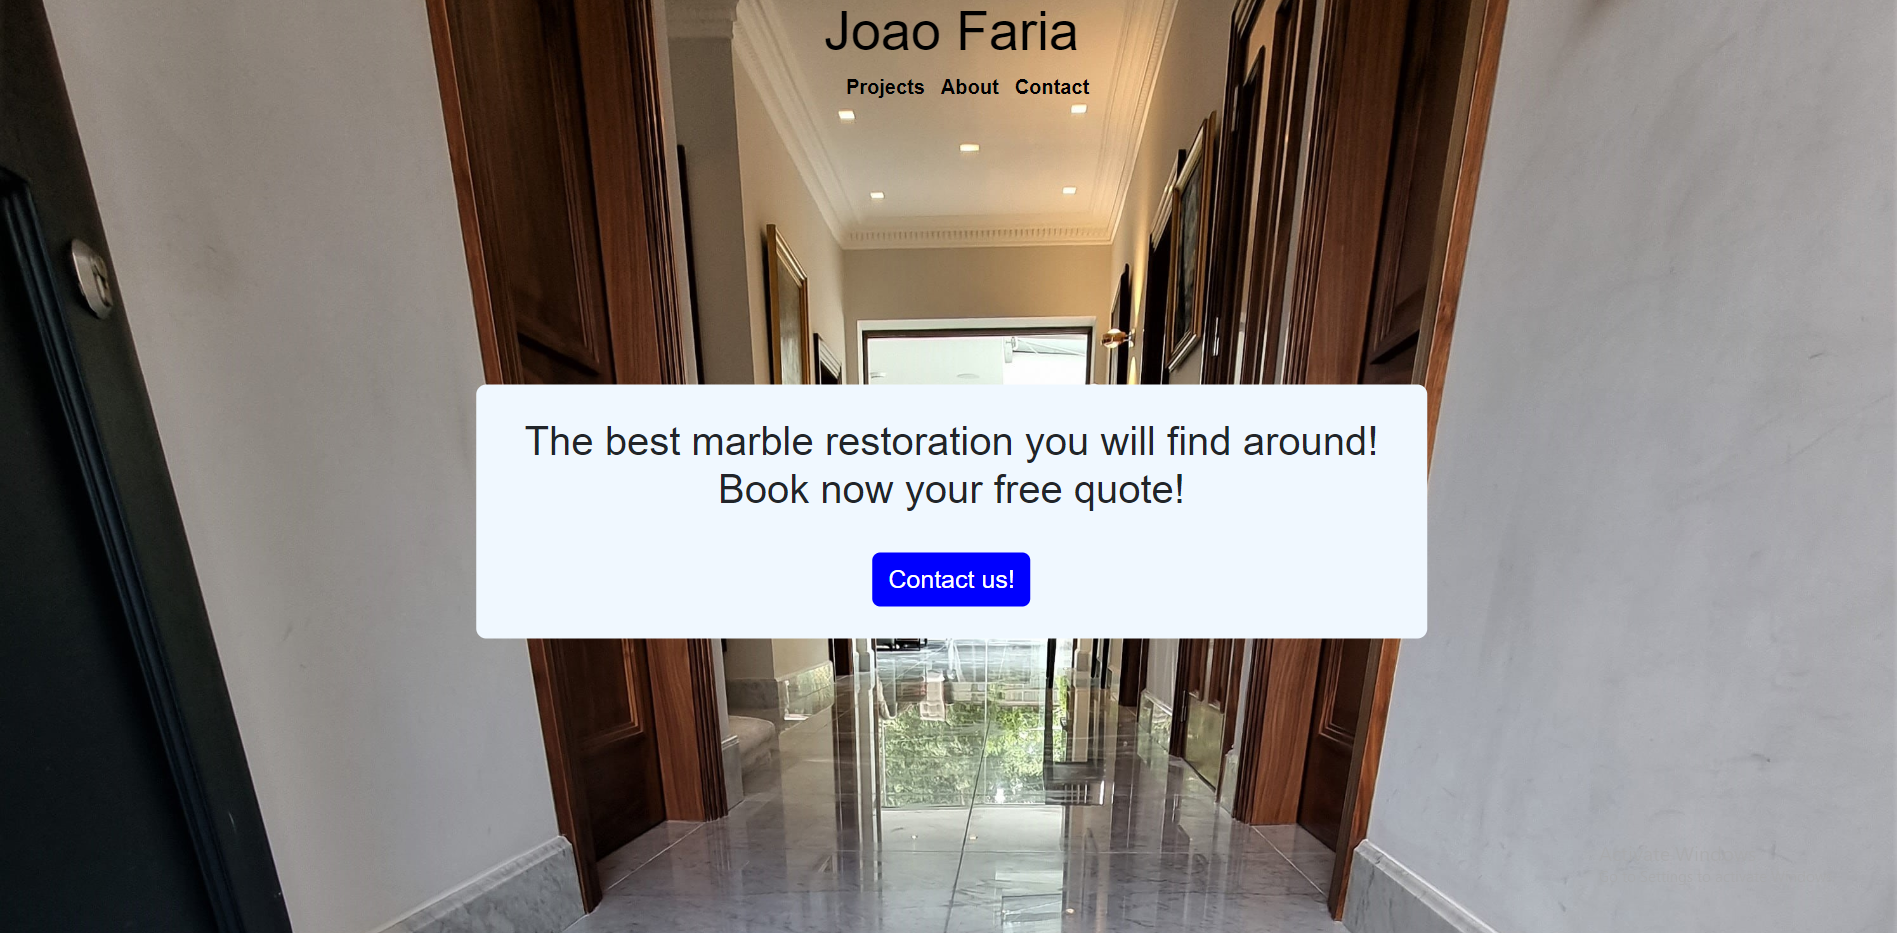 Joao Faria
Projects About Contact
The best marble restoration you will find around!
Book now your free quote!
Contact us!